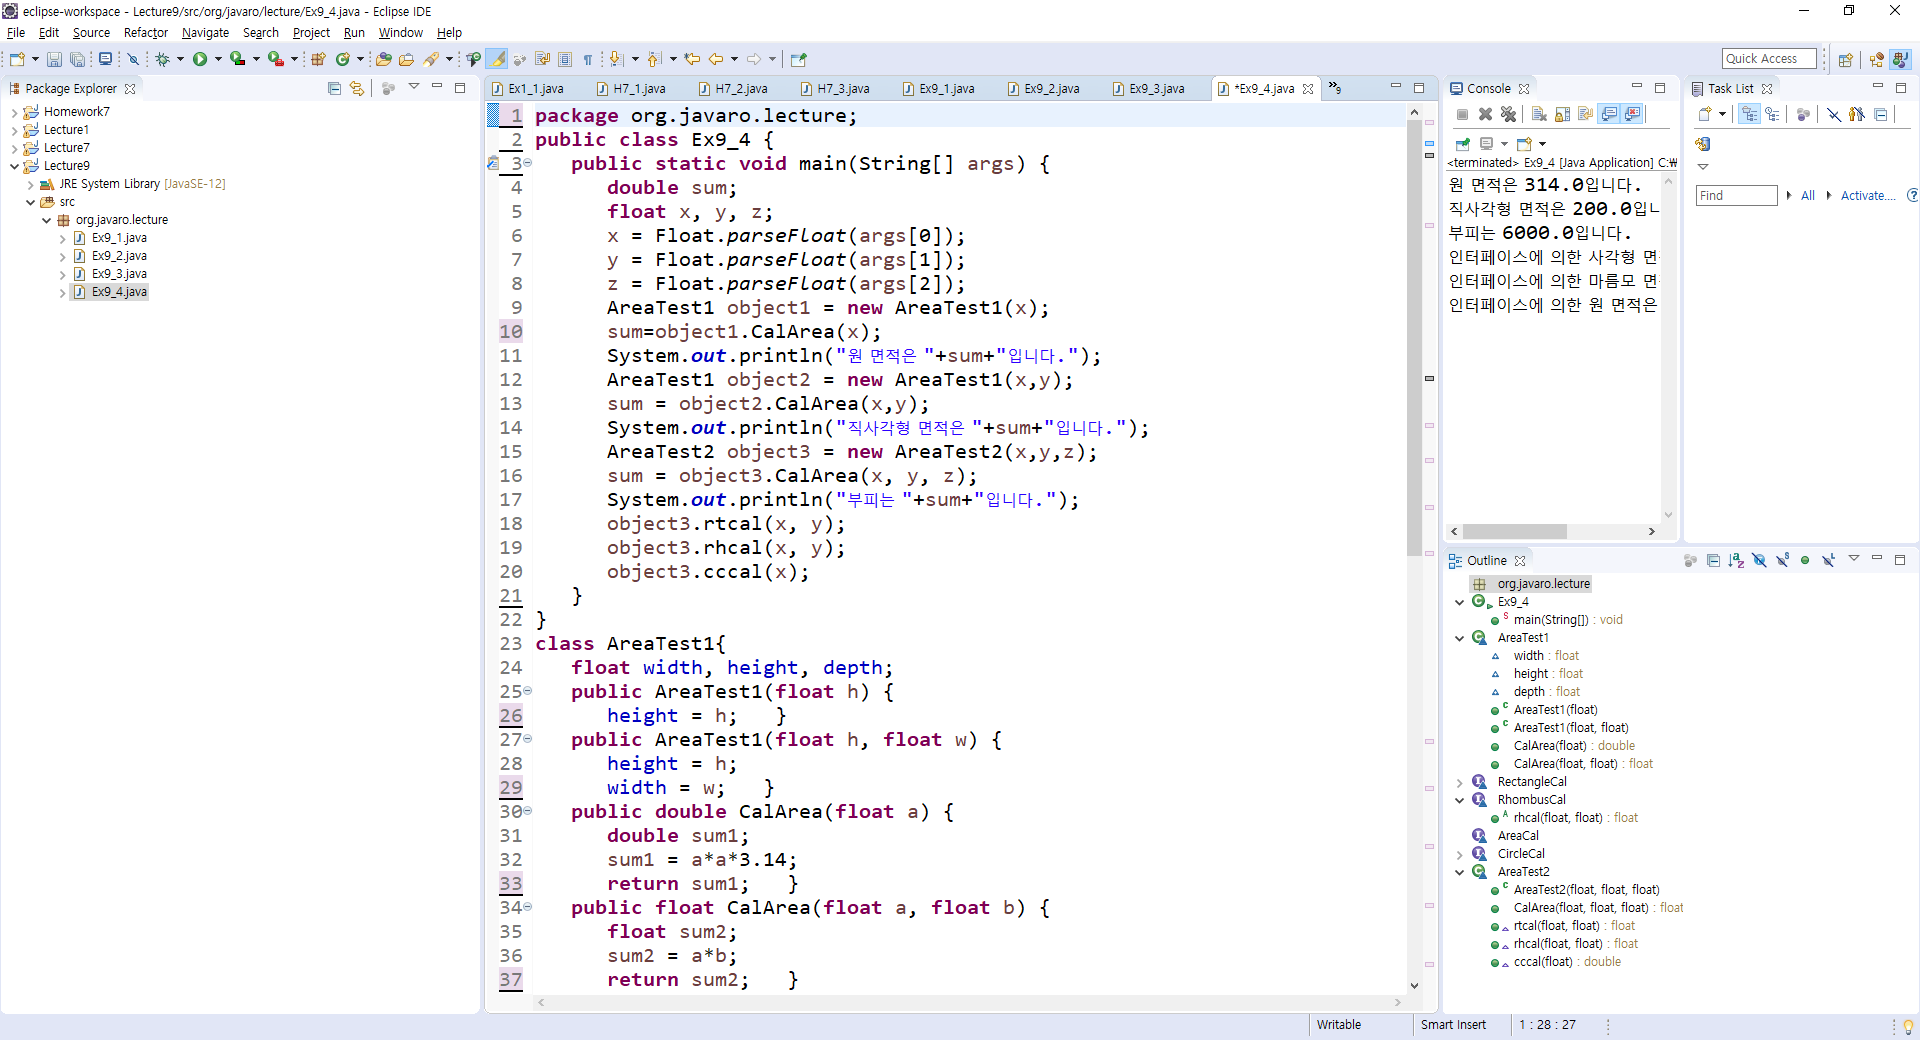 eclipse-workspace - Lecture9/src/org/javaro/lecture/Ex9_4.java - Eclipse IDE
File Edit Source Refactor Navigate Search Project Run Window Help
Quick Access
Package Explorer
Homework7
Lecture1
Lecture7
Lecture9
JRE System Library [JavaSE-12]
src
org.javaro.lecture
Ex9_1.java
Ex9_2.java
Ex9_3.java
Ex9_4.java
Ex1_1.java H7_1.java H7_2.java H7_3.java Ex9_1.java Ex9_2.java Ex9_3.java *Ex9_4.java »9
1 package org.javaro.lecture;
2 public class Ex9_4 {
3 public static void main(String[] args) {
4 double sum;
5 float x, y, z;
6 x = Float.parseFloat(args[0]);
7 y = Float.parseFloat(args[1]);
8 z = Float.parseFloat(args[2]);
9 AreaTest1 object1 = new AreaTest1(x);
10 sum=object1.CalArea(x);
11 System.out.println("원 면적은 "+sum+"입니다.");
12 AreaTest1 object2 = new AreaTest1(x,y);
13 sum = object2.CalArea(x,y);
14 System.out.println("직사각형 면적은 "+sum+"입니다.");
15 AreaTest2 object3 = new AreaTest2(x,y,z);
16 sum = object3.CalArea(x, y, z);
17 System.out.println("부피는 "+sum+"입니다.");
18 object3.rtcal(x, y);
19 object3.rhcal(x, y);
20 object3.cccal(x);
21 }
22 }
23 class AreaTest1{
24 float width, height, depth;
25 public AreaTest1(float h) {
26 height = h; }
27 public AreaTest1(float h, float w) {
28 height = h;
29 width = w; }
30 public double CalArea(float a) {
31 double sum1;
32 sum1 = a*a*3.14;
33 return sum1; }
34 public float CalArea(float a, float b) {
35 float sum2;
36 sum2 = a*b;
37 return sum2; }
Console
<terminated> Ex9_4 [Java Application] C:₩
원 면적은 314.0입니다.
직사각형 면적은 200.0입니
부피는 6000.0입니다.
인터페이스에 의한 사각형 면
인터페이스에 의한 마름모 면
인터페이스에 의한 원 면적은
Task List
Find All Activate....
Outline
org.javaro.lecture
Ex9_4
main(String[]) : void
AreaTest1
width : float
height : float
depth : float
AreaTest1(float)
AreaTest1(float, float)
CalArea(float) : double
CalArea(float, float) : float
RectangleCal
RhombusCal
rhcal(float, float) : float
AreaCal
CircleCal
AreaTest2
AreaTest2(float, float, float)
CalArea(float, float, float) : float
rtcal(float, float) : float
rhcal(float, float) : float
cccal(float) : double
Writable Smart Insert 1 : 28 : 27